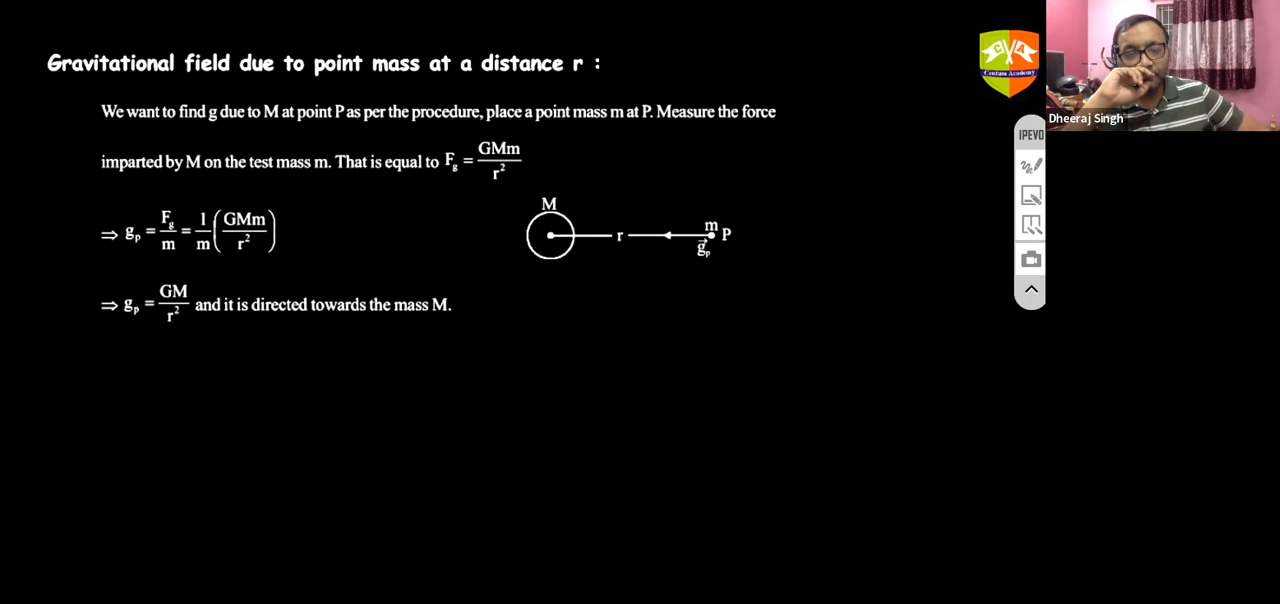 Gravitational field due to point mass at a distance r :
We want to find g due to M at point P as per the procedure, place a point mass m at P. Measure the force
imparted by M on the test mass m. That is equal to F_g = GMm/r²
⇒ g_p = F_g/m = 1/m (GMm/r²)
M
r
m
P
g⃗_p
⇒ g_p = GM/r² and it is directed towards the mass M.
C A
Centum Academy
Dheeraj Singh
IPEVO